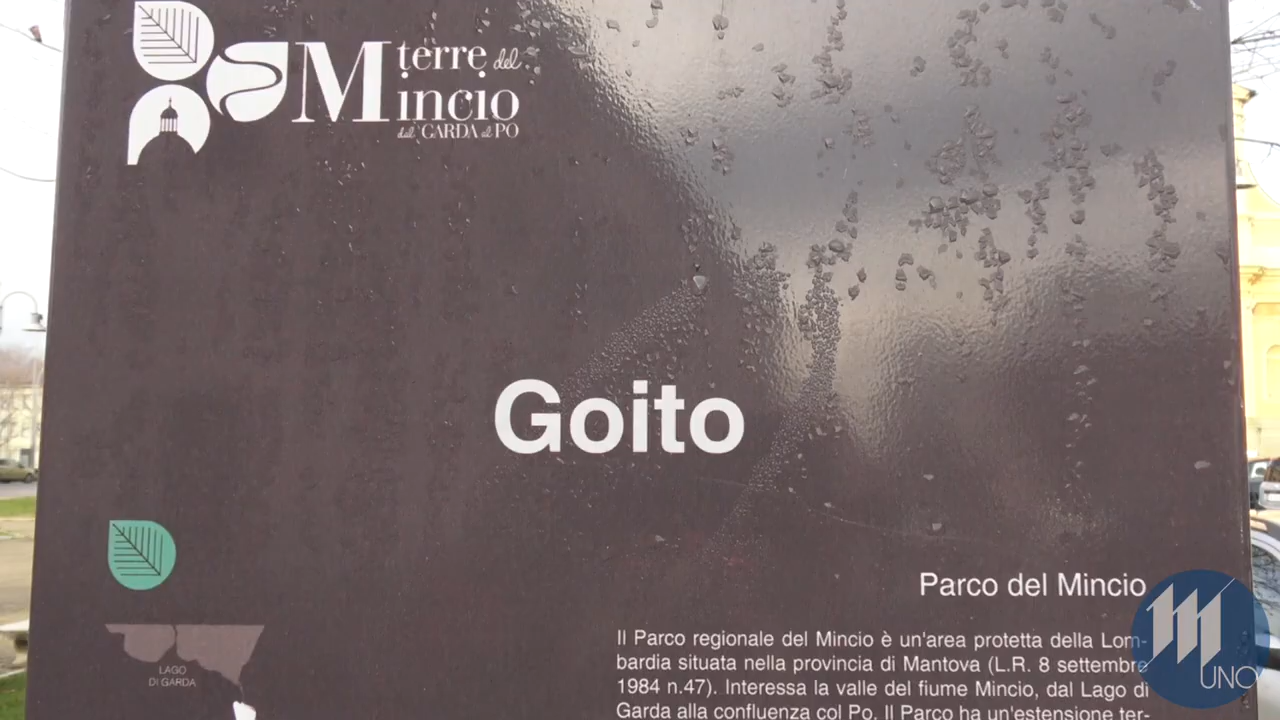 terre del
Mincio
dal GARDA al PO
Goito
Parco del Mincio
Il Parco regionale del Mincio è un'area protetta della Lom-
bardia situata nella provincia di Mantova (L.R. 8 settembre
1984 n.47). Interessa la valle del fiume Mincio, dal Lago di
Garda alla confluenza col Po. Il Parco ha un'estensione ter-
LAGO
DI GARDA
M
UNO